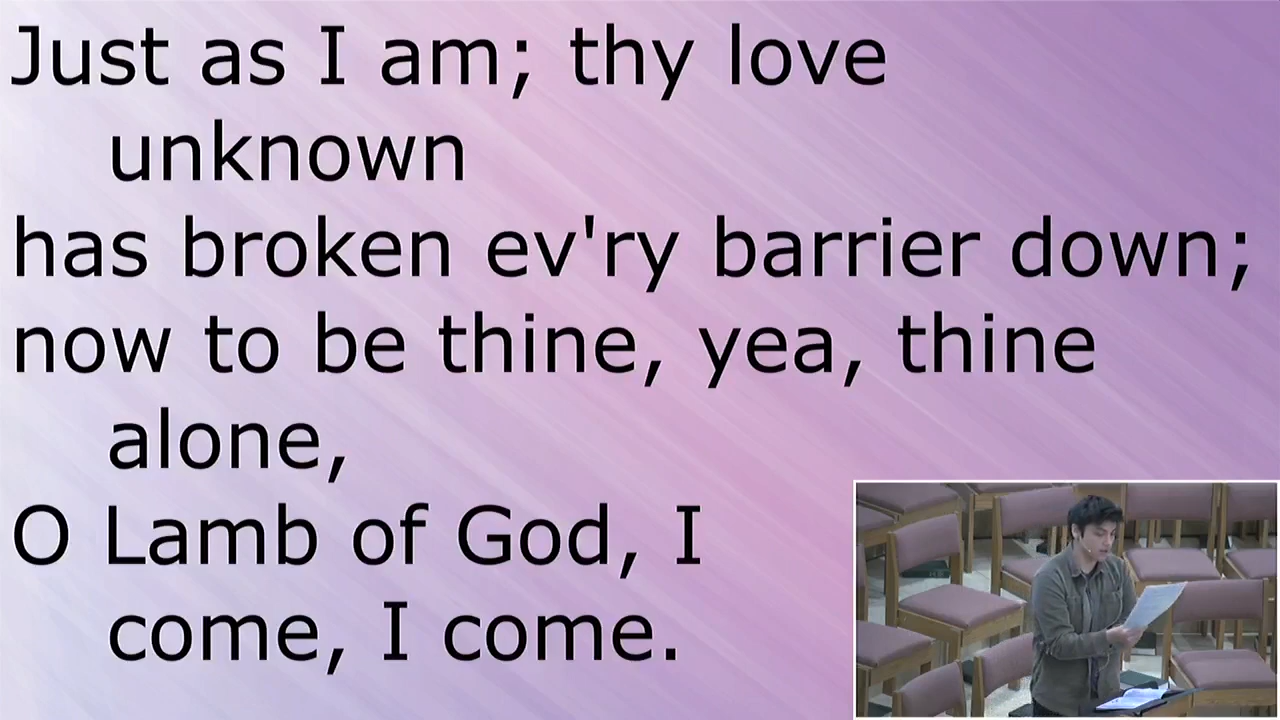 Just as I am; thy love
unknown
has broken ev'ry barrier down;
now to be thine, yea, thine
alone,
O Lamb of God, I
come, I come.